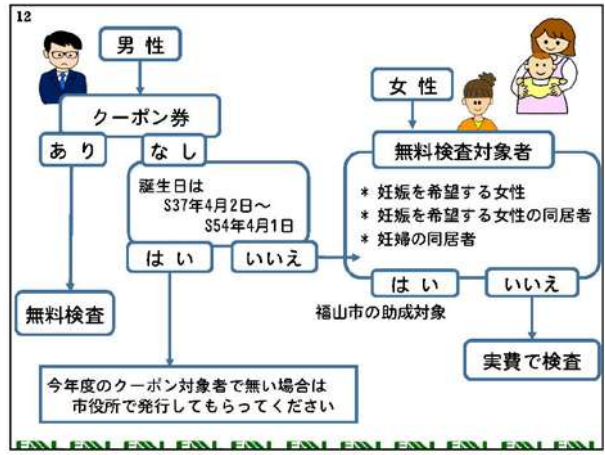 12
男 性
女 性
クーポン券
あ り
な し
無料検査対象者
誕生日は
S37年4月2日～
S54年4月1日
＊ 妊娠を希望する女性
＊ 妊娠を希望する女性の同居者
＊ 妊婦の同居者
は い
いいえ
は い
いいえ
福山市の助成対象
無料検査
実費で検査
今年度のクーポン対象者で無い場合は
市役所で発行してもらってください